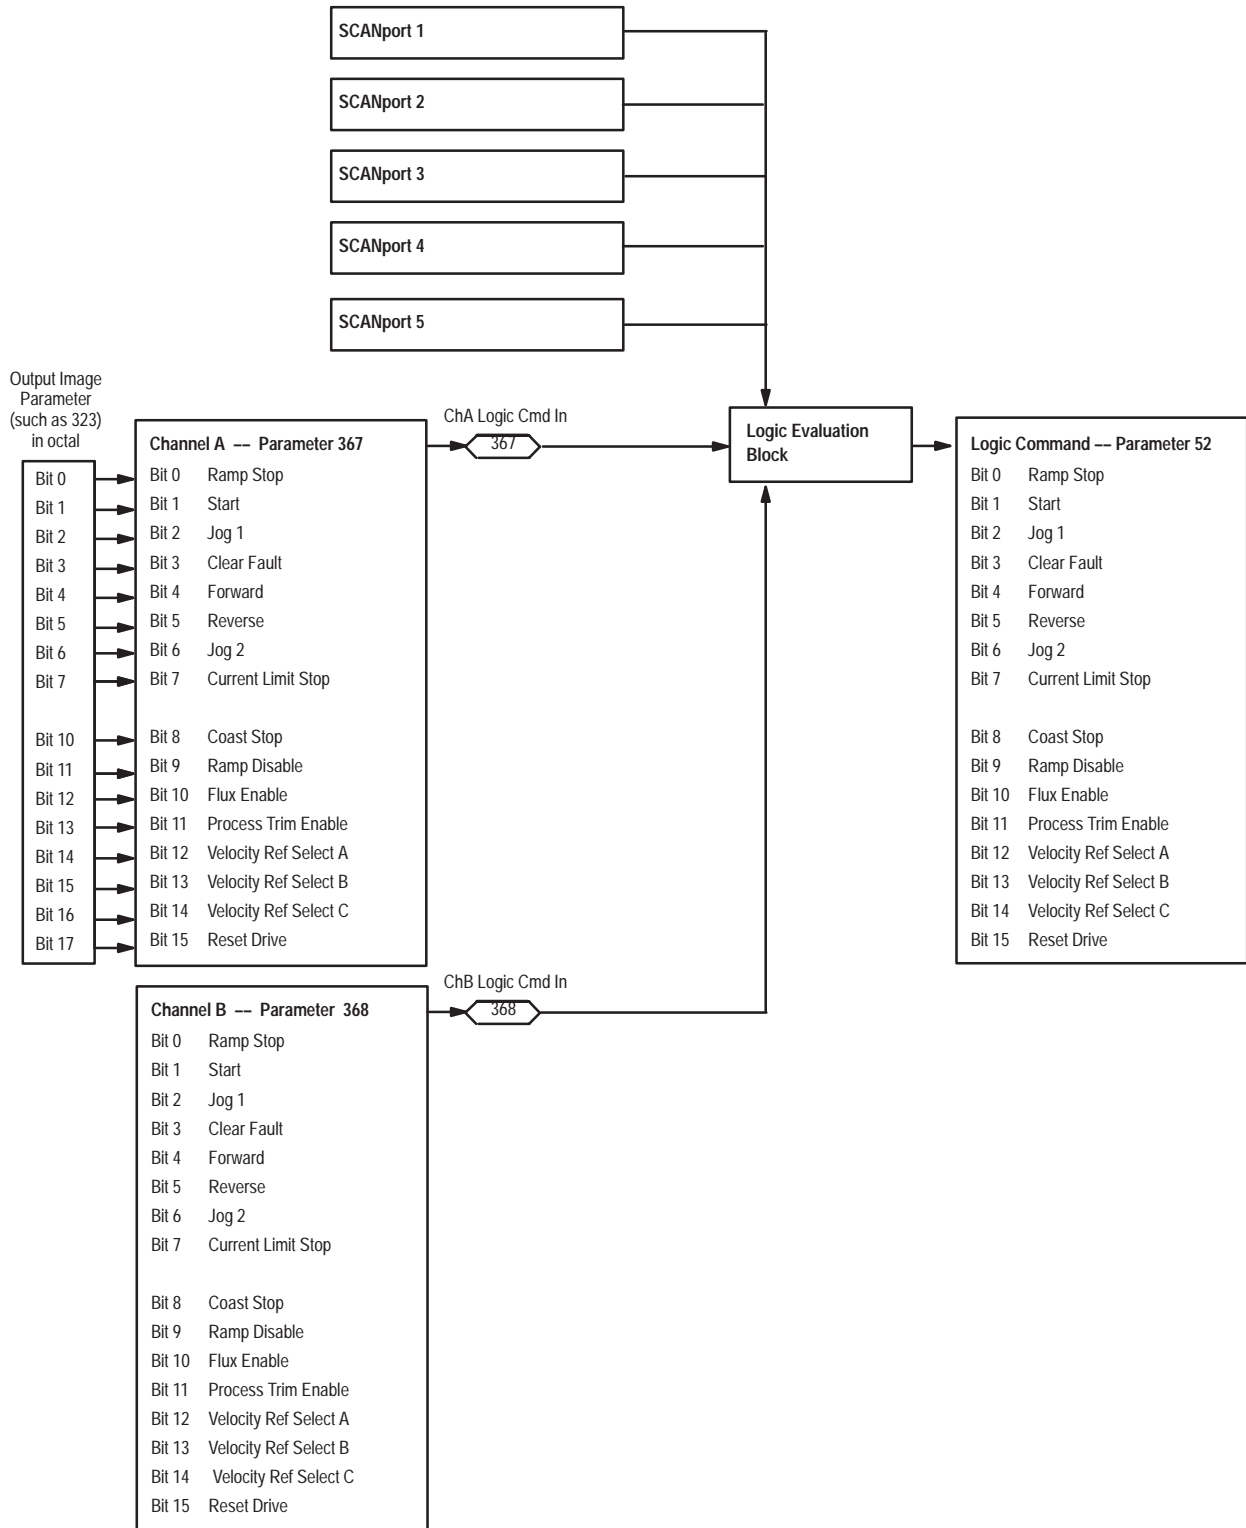 SCANport 1
SCANport 2
SCANport 3
SCANport 4
SCANport 5
Output Image
Parameter
(such as 323)
in octal
Bit 0
Bit 1
Bit 2
Bit 3
Bit 4
Bit 5
Bit 6
Bit 7
Bit 10
Bit 11
Bit 12
Bit 13
Bit 14
Bit 15
Bit 16
Bit 17
Channel A –– Parameter 367
Bit 0 Ramp Stop
Bit 1 Start
Bit 2 Jog 1
Bit 3 Clear Fault
Bit 4 Forward
Bit 5 Reverse
Bit 6 Jog 2
Bit 7 Current Limit Stop
Bit 8 Coast Stop
Bit 9 Ramp Disable
Bit 10 Flux Enable
Bit 11 Process Trim Enable
Bit 12 Velocity Ref Select A
Bit 13 Velocity Ref Select B
Bit 14 Velocity Ref Select C
Bit 15 Reset Drive
ChA Logic Cmd In
367
Logic Evaluation
Block
Logic Command –– Parameter 52
Bit 0 Ramp Stop
Bit 1 Start
Bit 2 Jog 1
Bit 3 Clear Fault
Bit 4 Forward
Bit 5 Reverse
Bit 6 Jog 2
Bit 7 Current Limit Stop
Bit 8 Coast Stop
Bit 9 Ramp Disable
Bit 10 Flux Enable
Bit 11 Process Trim Enable
Bit 12 Velocity Ref Select A
Bit 13 Velocity Ref Select B
Bit 14 Velocity Ref Select C
Bit 15 Reset Drive
ChB Logic Cmd In
368
Channel B –– Parameter 368
Bit 0 Ramp Stop
Bit 1 Start
Bit 2 Jog 1
Bit 3 Clear Fault
Bit 4 Forward
Bit 5 Reverse
Bit 6 Jog 2
Bit 7 Current Limit Stop
Bit 8 Coast Stop
Bit 9 Ramp Disable
Bit 10 Flux Enable
Bit 11 Process Trim Enable
Bit 12 Velocity Ref Select A
Bit 13 Velocity Ref Select B
Bit 14 Velocity Ref Select C
Bit 15 Reset Drive